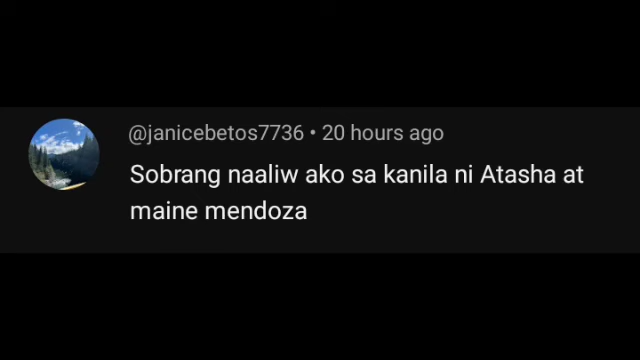 @janicebetos7736 • 20 hours ago
Sobrang naaliw ako sa kanila ni Atasha at
maine mendoza